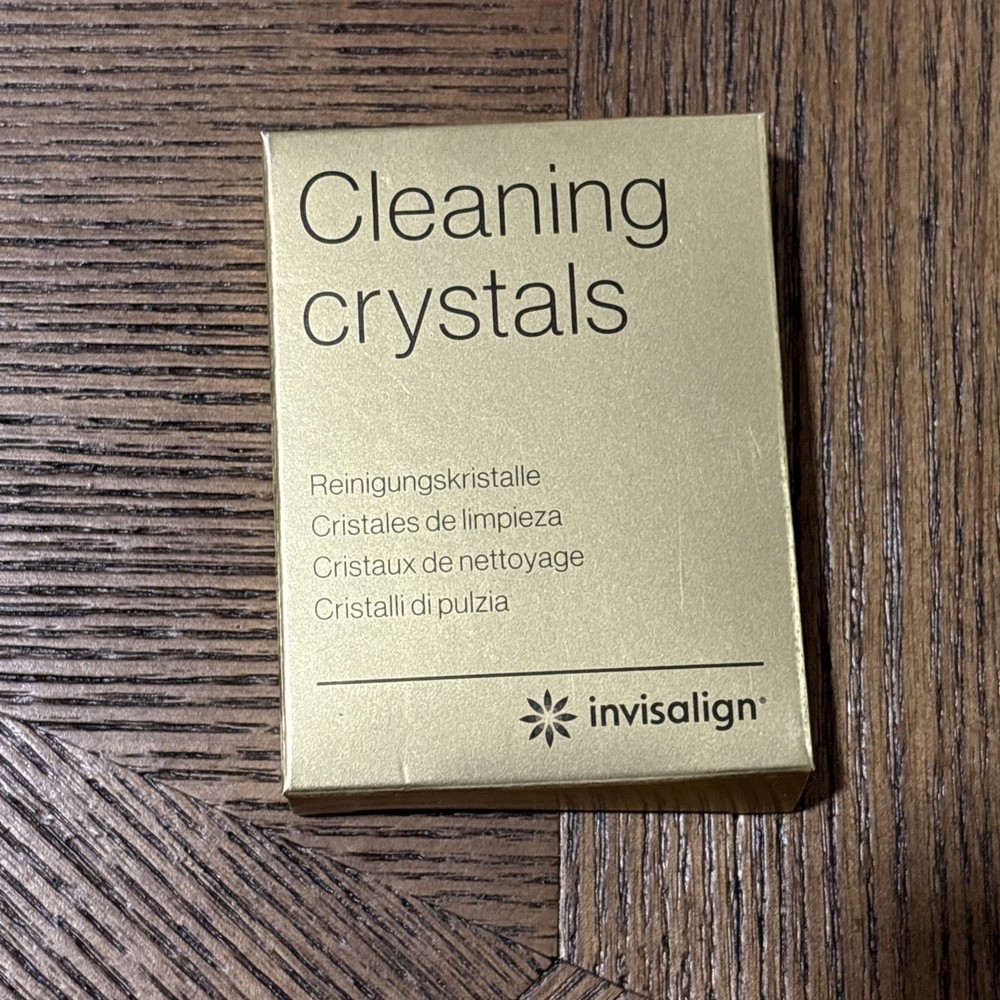 Cleaning
crystals
Reinigungskristalle
Cristales de limpieza
Cristaux de nettoyage
Cristalli di pulzia
invisalign®